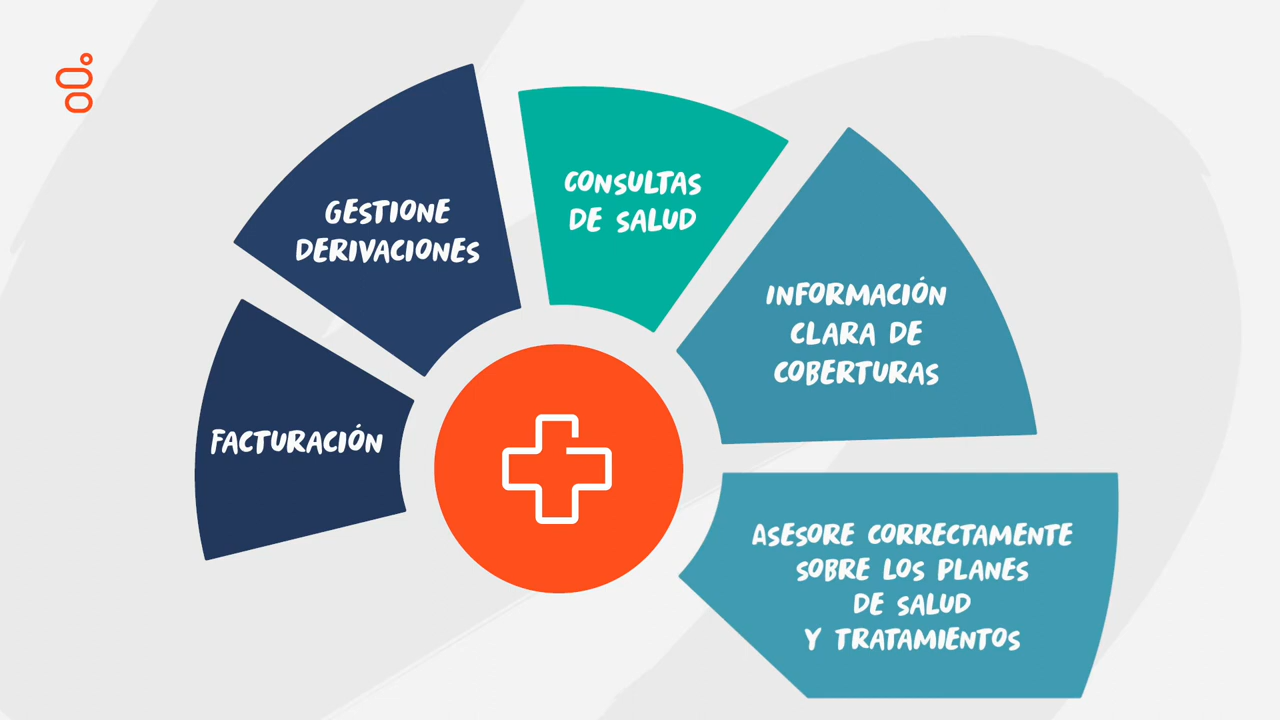 FACTURACIÓN
GESTIONE
DERIVACIONES
CONSULTAS
DE SALUD
INFORMACIÓN
CLARA DE
COBERTURAS
ASESORE CORRECTAMENTE
SOBRE LOS PLANES
DE SALUD
Y TRATAMIENTOS